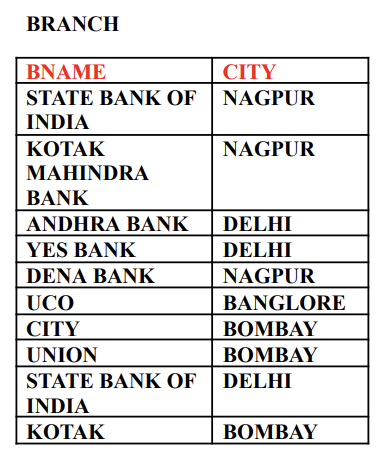 BRANCH
BNAME CITY
STATE BANK OF NAGPUR
INDIA
KOTAK NAGPUR
MAHINDRA
BANK
ANDHRA BANK DELHI
YES BANK DELHI
DENA BANK NAGPUR
UCO BANGLORE
CITY BOMBAY
UNION BOMBAY
STATE BANK OF DELHI
INDIA
KOTAK BOMBAY